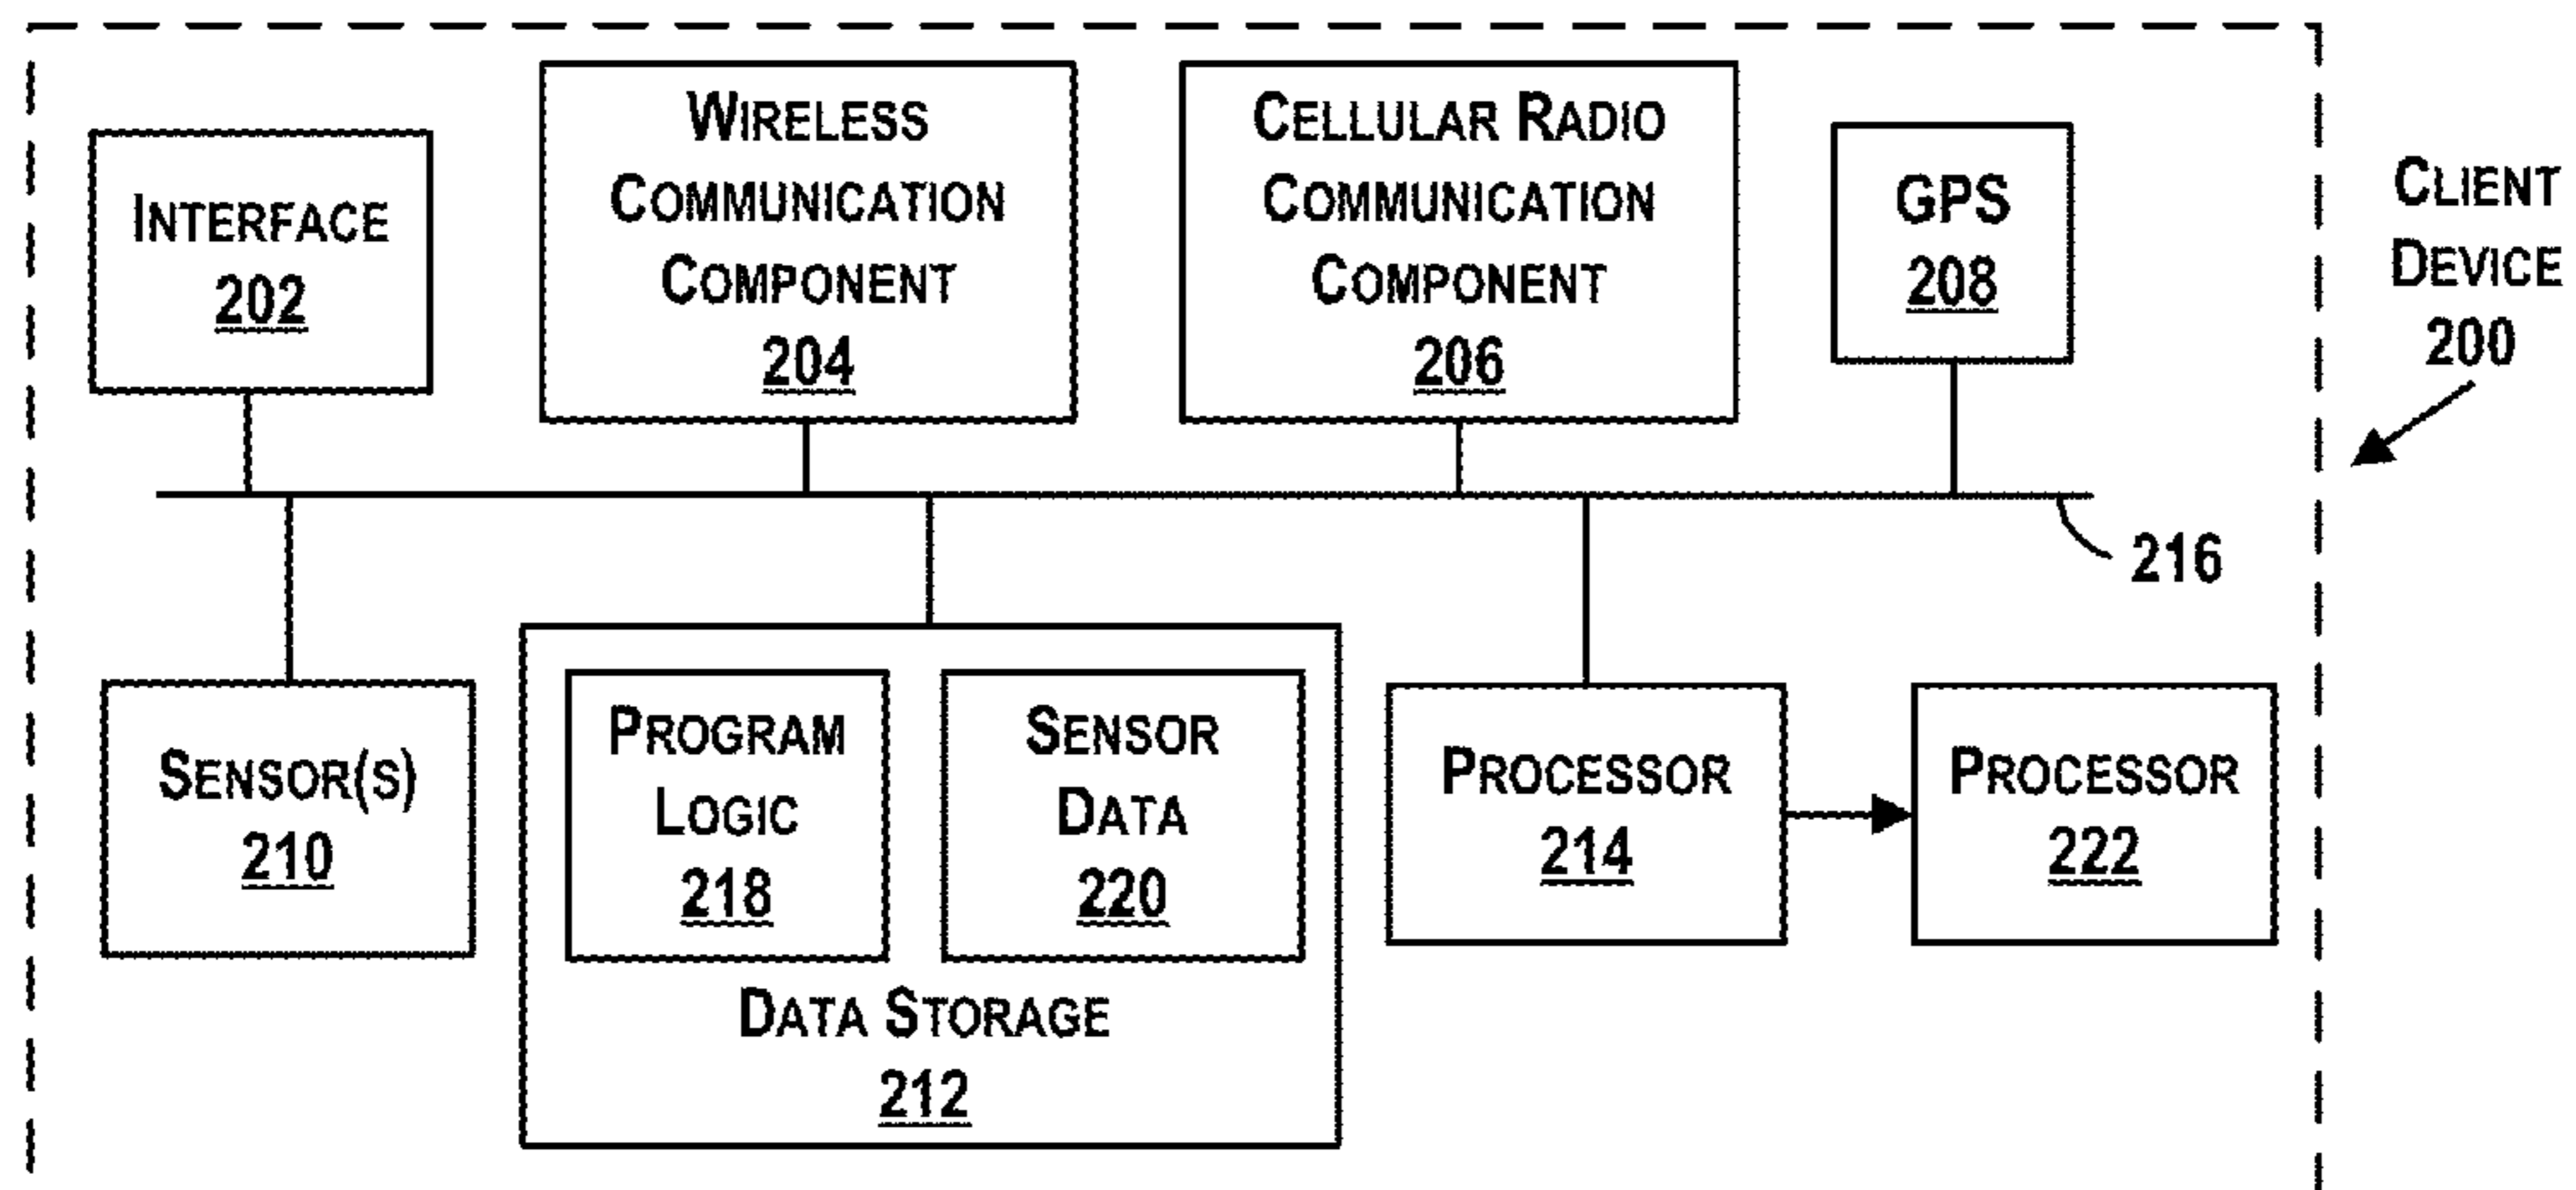 INTERFACE
202
WIRELESS
COMMUNICATION
COMPONENT
204
CELLULAR RADIO
COMMUNICATION
COMPONENT
206
GPS
208
CLIENT
DEVICE
200
216
SENSOR(S)
210
PROGRAM
LOGIC
218
SENSOR
DATA
220
DATA STORAGE
212
PROCESSOR
214
PROCESSOR
222